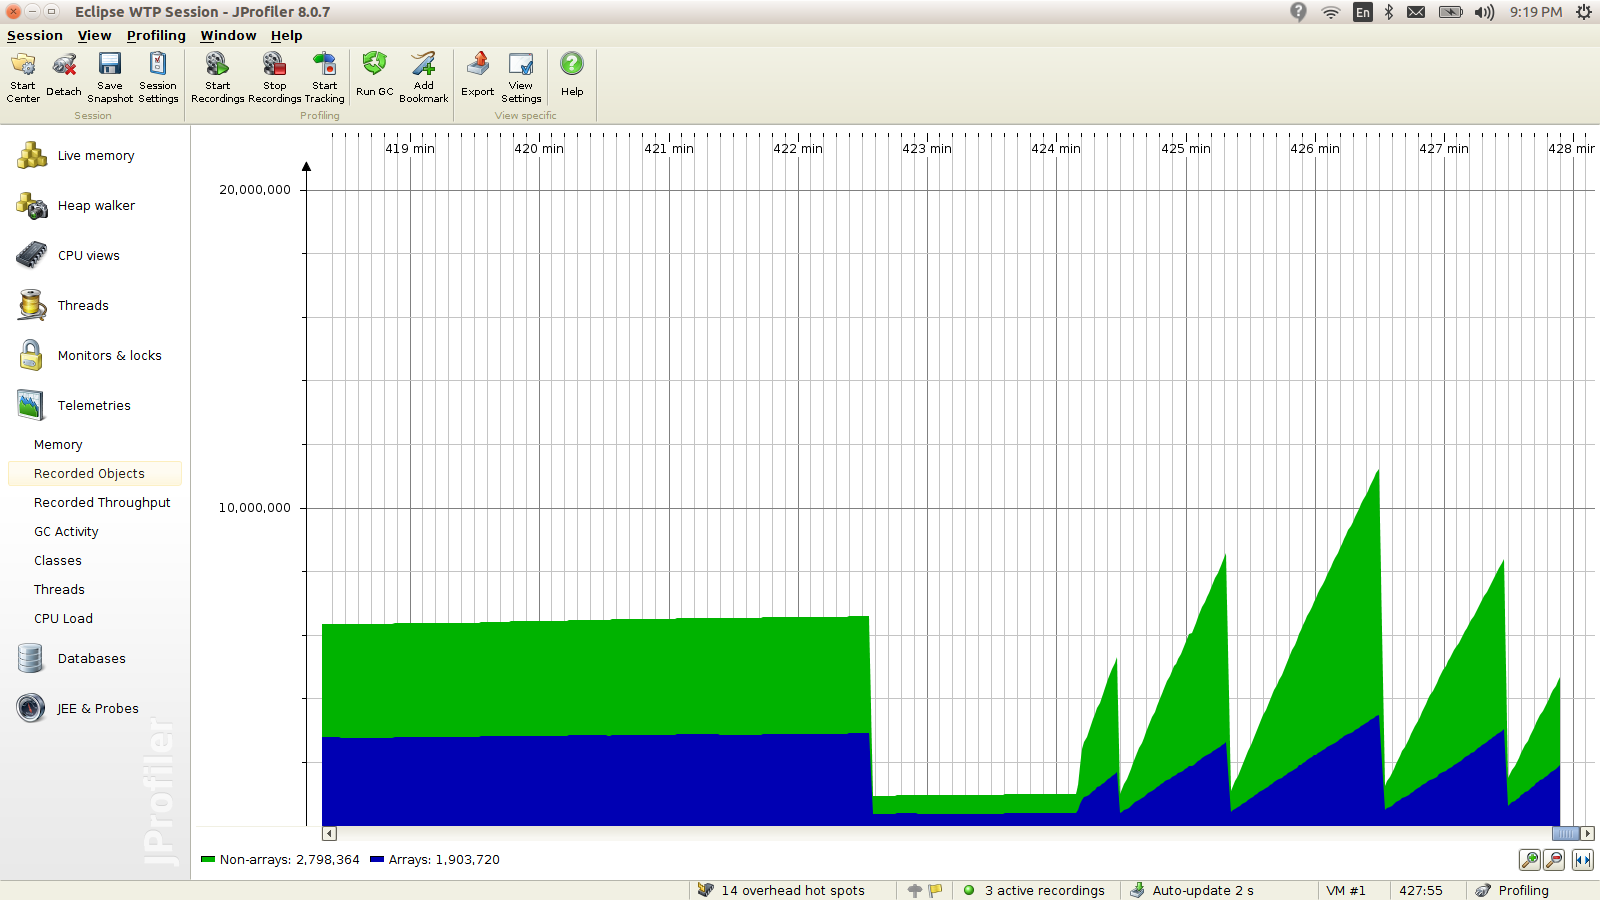 Eclipse WTP Session - JProfiler 8.0.7
En
9:19 PM
Session View Profiling Window Help
Start Center
Detach
Save Snapshot
Session Settings
Start Recordings
Stop Recordings
Start Tracking
Run GC
Add Bookmark
Export
View Settings
Help
Session
Profiling
View specific
Live memory
Heap walker
CPU views
Threads
Monitors & locks
Telemetries
Memory
Recorded Objects
Recorded Throughput
GC Activity
Classes
Threads
CPU Load
Databases
JEE & Probes
JProfiler
419 min 420 min 421 min 422 min 423 min 424 min 425 min 426 min 427 min 428 mir
20,000,000
10,000,000
Non-arrays: 2,798,364 Arrays: 1,903,720
14 overhead hot spots
3 active recordings
Auto-update 2 s
VM #1
427:55
Profiling